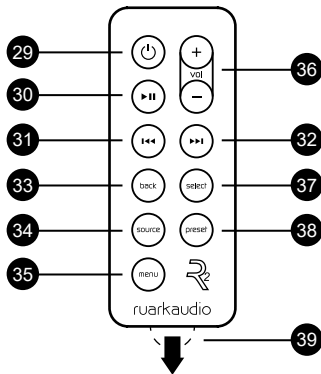 29
+
vol
36
30
−
31
32
33
back
select
37
34
source
preset
38
35
menu
R2
ruarkaudio
39